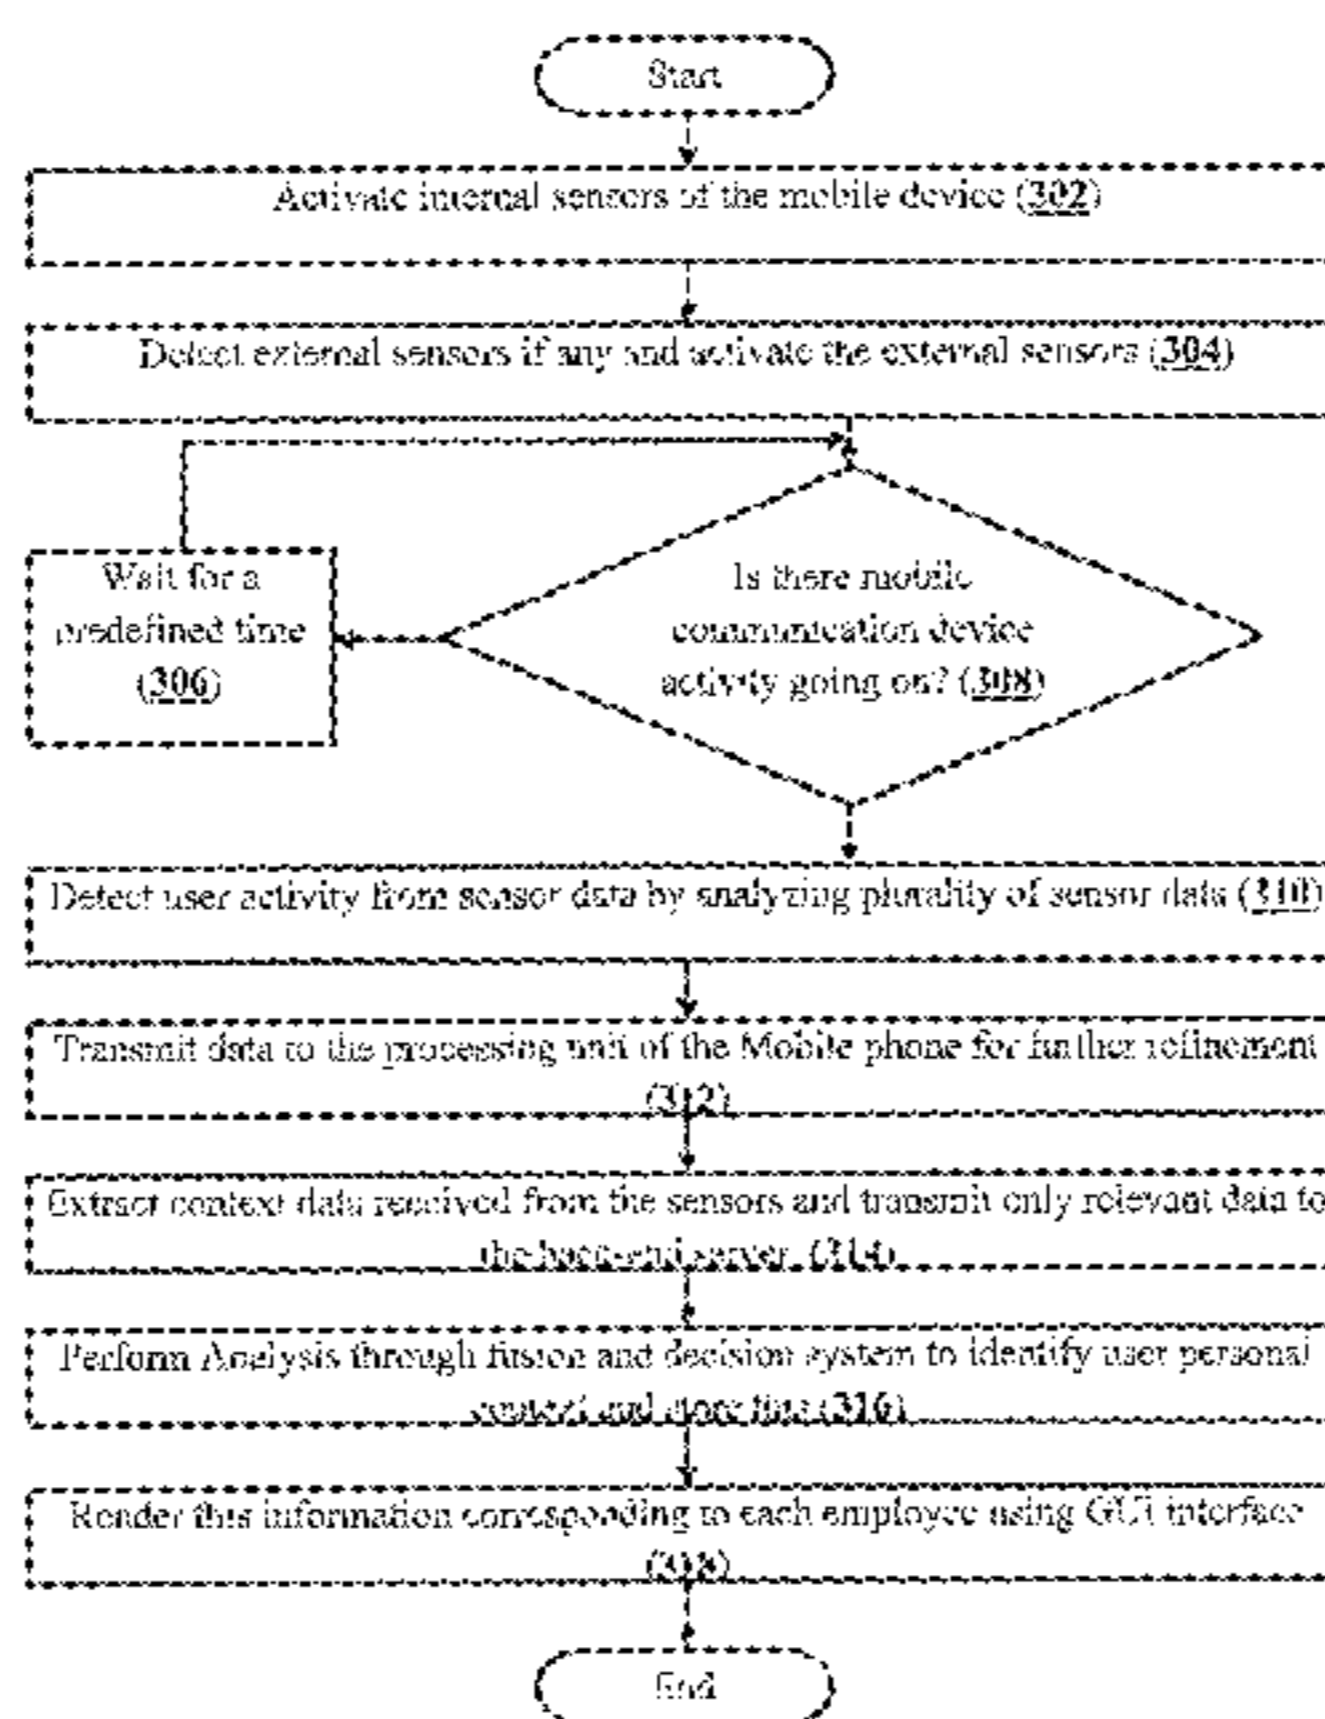 Start
Activate internal sensors of the mobile device (302)
Detect external sensors if any and activate the external sensors (304)
Wait for a
predefined time
(306)
Is there mobile
communication device
activity going on? (308)
Detect user activity from sensor data by analyzing plurality of sensor data (310)
Transmit data to the processing unit of the Mobile phone for further refinement
(312)
Extract context data received from the sensors and transmit only relevant data to
the back-end server. (314)
Perform Analysis through fusion and decision system to identify user personal
context and more (316)
Render this information corresponding to each employee using GUI interface
(318)
End